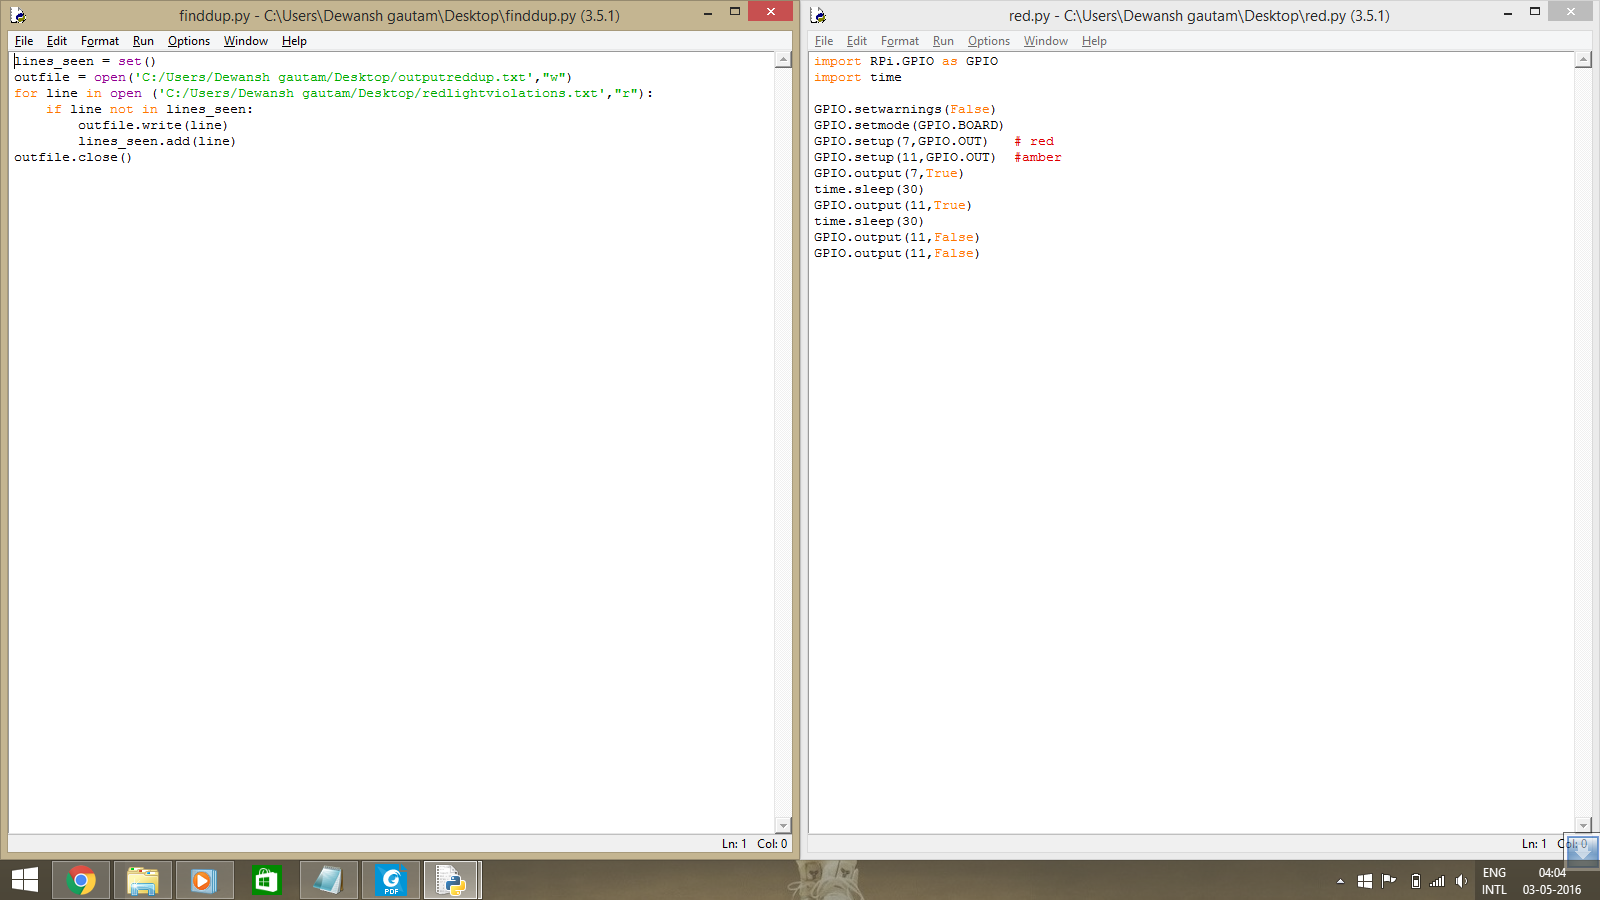 finddup.py - C:\Users\Dewansh gautam\Desktop\finddup.py (3.5.1)
File Edit Format Run Options Window Help
lines_seen = set()
outfile = open('C:/Users/Dewansh gautam/Desktop/outputreddup.txt',"w")
for line in open ('C:/Users/Dewansh gautam/Desktop/redlightviolations.txt',"r"):
    if line not in lines_seen:
        outfile.write(line)
        lines_seen.add(line)
outfile.close()
Ln: 1 Col: 0
red.py - C:\Users\Dewansh gautam\Desktop\red.py (3.5.1)
File Edit Format Run Options Window Help
import RPi.GPIO as GPIO
import time
GPIO.setwarnings(False)
GPIO.setmode(GPIO.BOARD)
GPIO.setup(7,GPIO.OUT)   # red
GPIO.setup(11,GPIO.OUT)  #amber
GPIO.output(7,True)
time.sleep(30)
GPIO.output(11,True)
time.sleep(30)
GPIO.output(11,False)
GPIO.output(11,False)
Ln: 1 Col: 0
PDF
ENG
INTL
04:04
03-05-2016